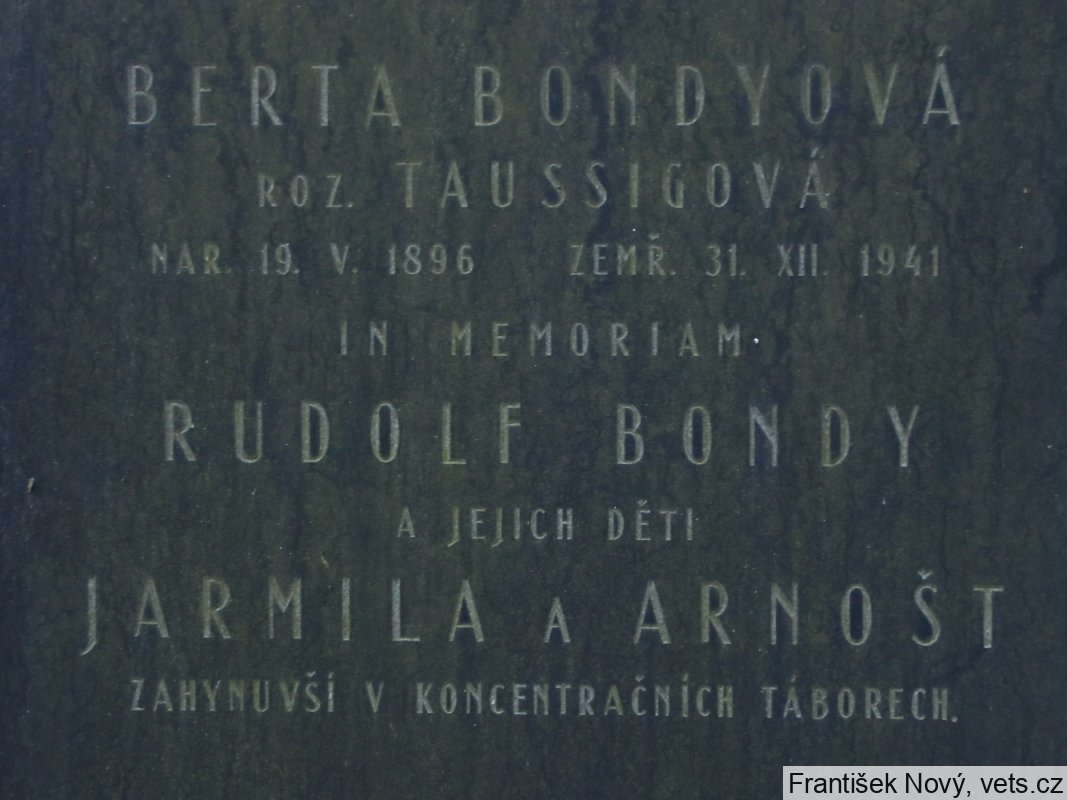 BERTA BONDYOVÁ
ROZ. TAUSSIGOVÁ
NAR. 19. V. 1896 ZEMŘ. 31. XII. 1941
IN MEMORIAM
RUDOLF BONDY
A JEJICH DĚTI
JARMILA A ARNOŠT
ZAHYNUVŠÍ V KONCENTRAČNÍCH TÁBORECH.
František Nový, vets.cz